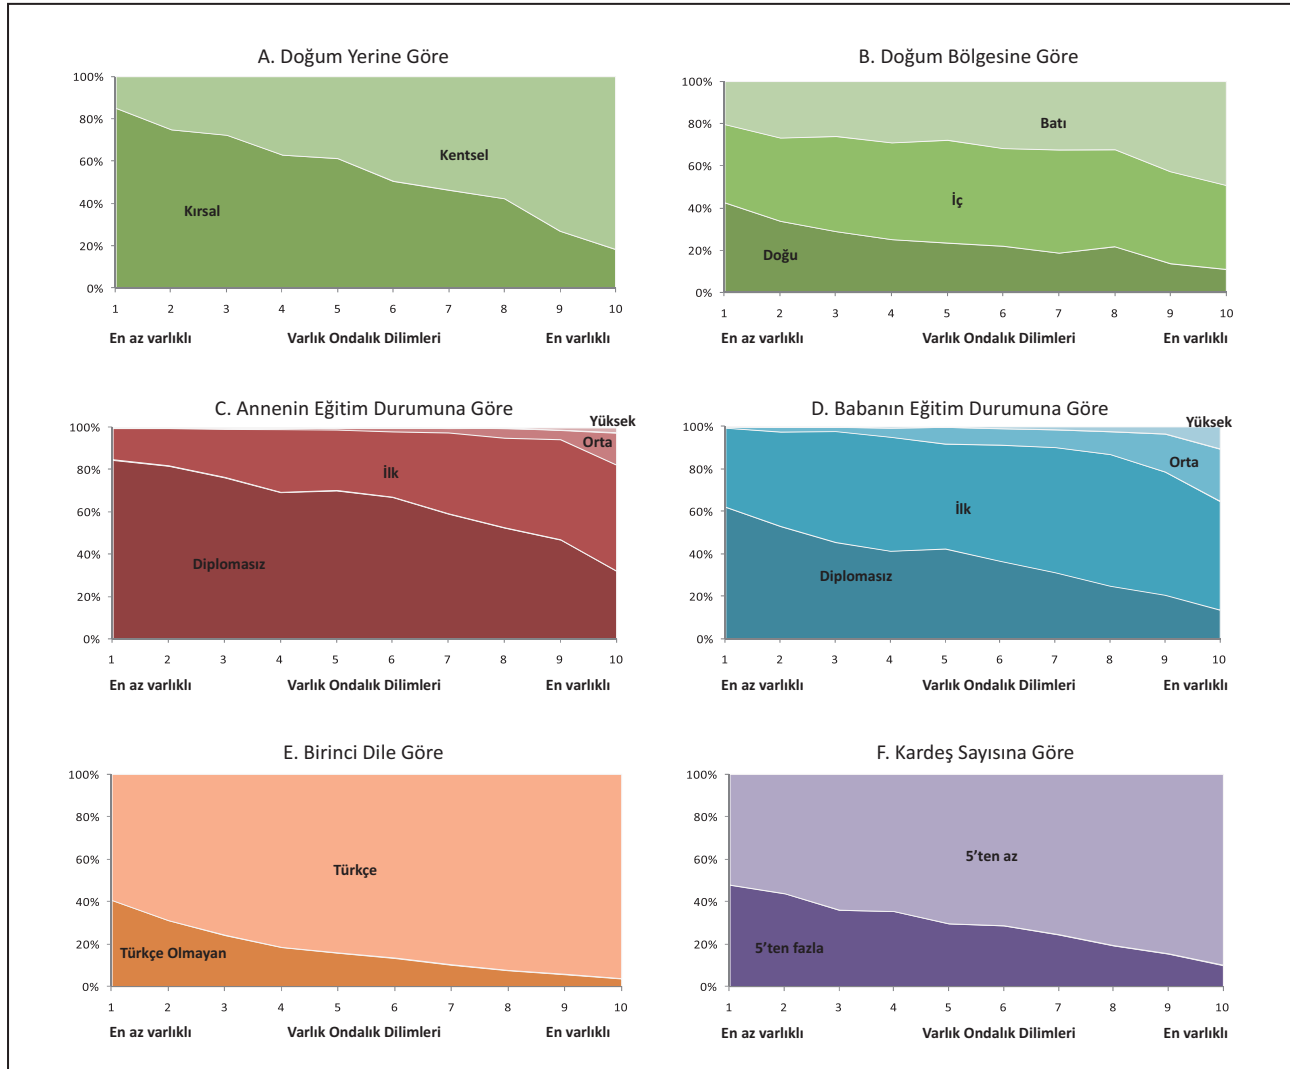 A. Doğum Yerine Göre
100%
80%
60%
40%
20%
0%
Kentsel
Kırsal
1 2 3 4 5 6 7 8 9 10
En az varlıklı Varlık Ondalık Dilimleri En varlıklı
B. Doğum Bölgesine Göre
100%
80%
60%
40%
20%
0%
Batı
İç
Doğu
1 2 3 4 5 6 7 8 9 10
En az varlıklı Varlık Ondalık Dilimleri En varlıklı
C. Annenin Eğitim Durumuna Göre
100%
80%
60%
40%
20%
0%
Yüksek
Orta
İlk
Diplomasız
1 2 3 4 5 6 7 8 9 10
En az varlıklı Varlık Ondalık Dilimleri En varlıklı
D. Babanın Eğitim Durumuna Göre
100%
80%
60%
40%
20%
0%
Yüksek
Orta
İlk
Diplomasız
1 2 3 4 5 6 7 8 9 10
En az varlıklı Varlık Ondalık Dilimleri En varlıklı
E. Birinci Dile Göre
100%
80%
60%
40%
20%
0%
Türkçe
Türkçe Olmayan
1 2 3 4 5 6 7 8 9 10
En az varlıklı Varlık Ondalık Dilimleri En varlıklı
F. Kardeş Sayısına Göre
100%
80%
60%
40%
20%
0%
5'ten az
5'ten fazla
1 2 3 4 5 6 7 8 9 10
En az varlıklı Varlık Ondalık Dilimleri En varlıklı